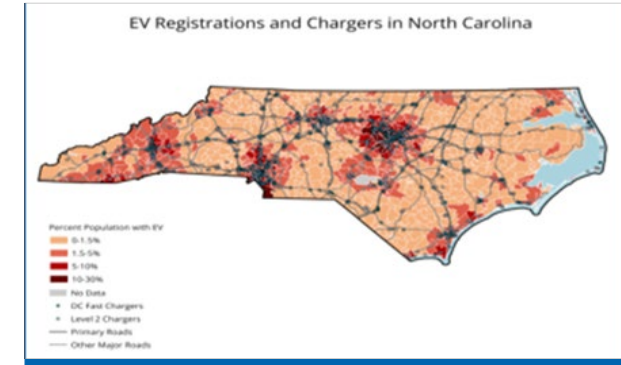 EV Registrations and Chargers in North Carolina
Percent Population with EV
0-1.5%
1.5-5%
5-10%
10-30%
No Data
DC Fast Chargers
Level 2 Chargers
Primary Roads
Other Major Roads